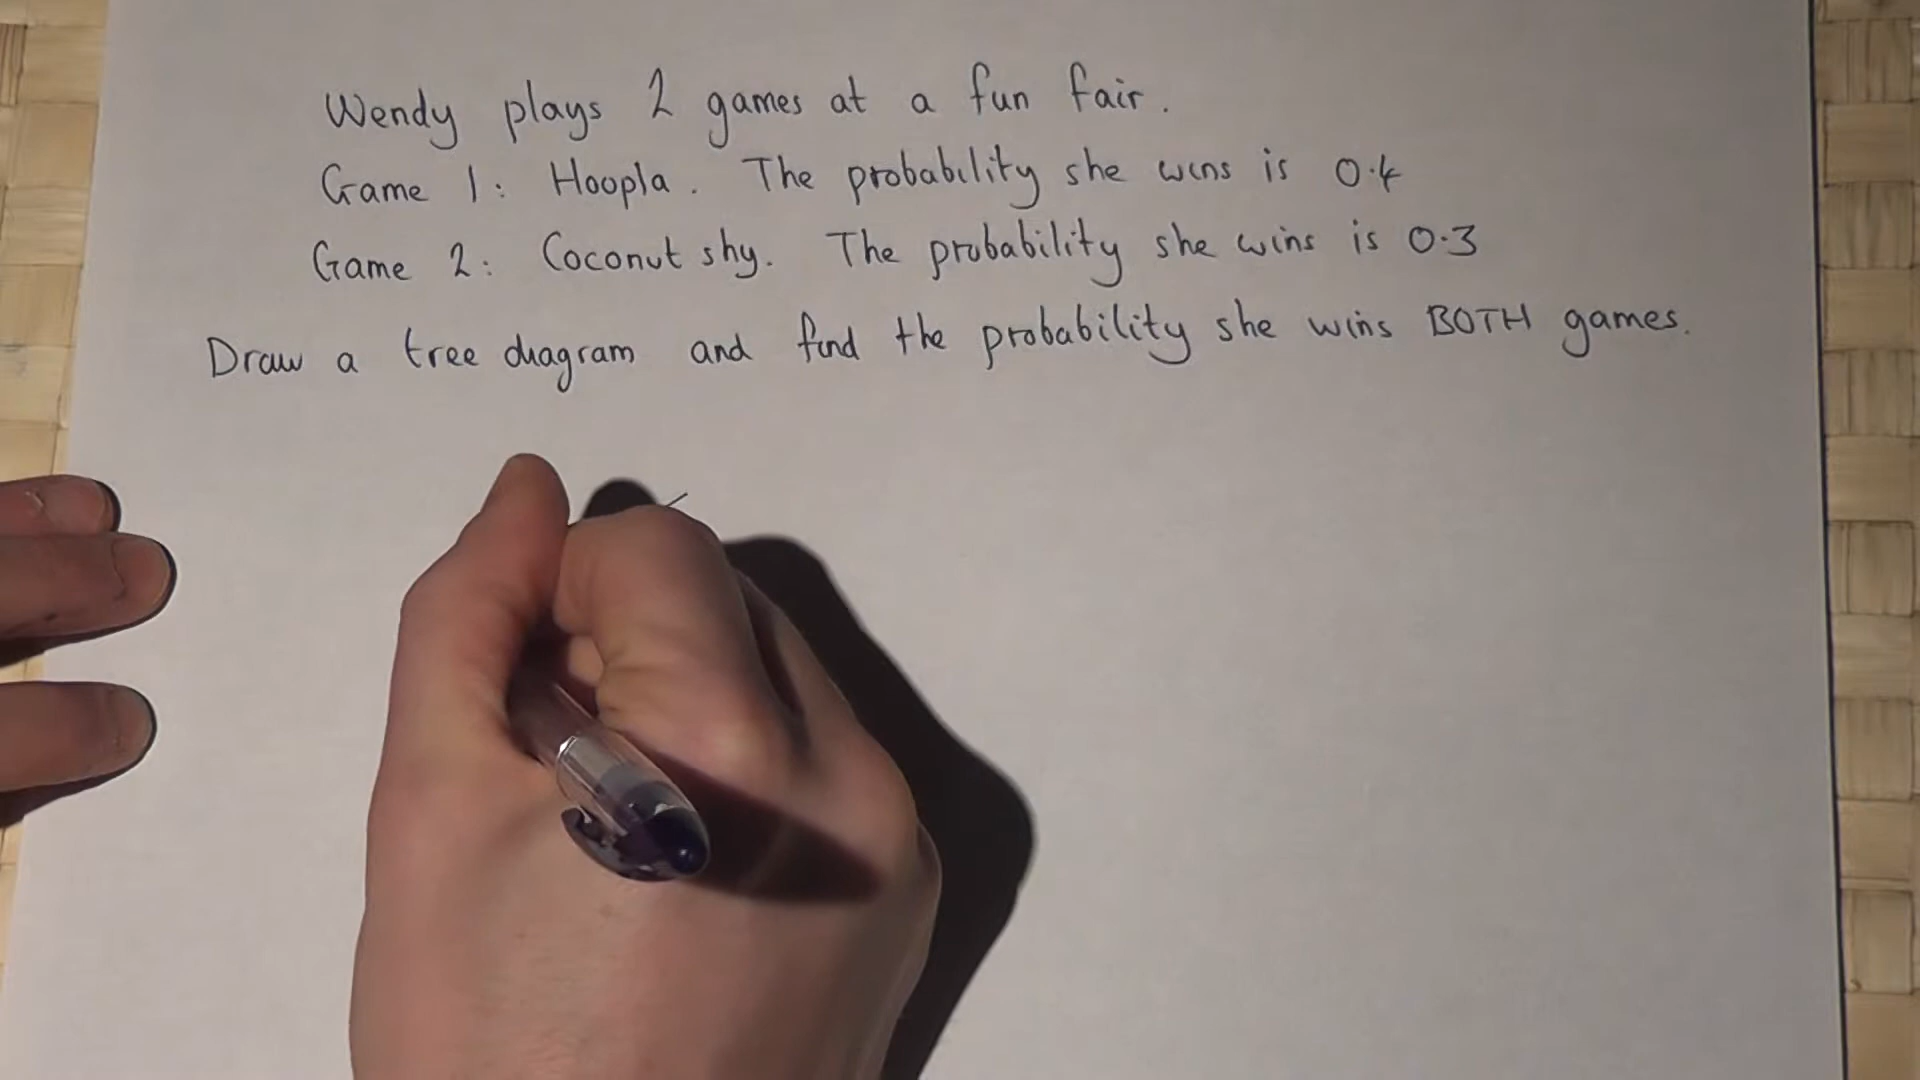 Wendy plays 2 games at a fun fair.
Game 1: Hoopla. The probability she wins is 0.4
Game 2: Coconut shy. The probability she wins is 0.3
Draw a tree diagram and find the probability she wins BOTH games.